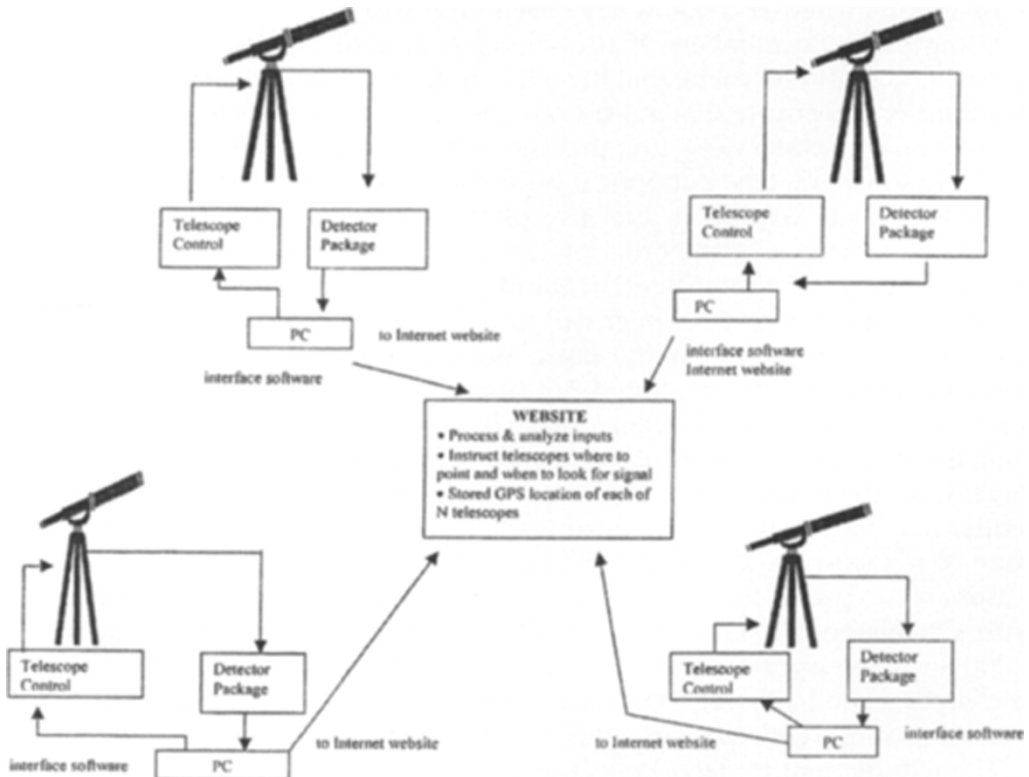 Telescope
Control
Detector
Package
PC
to Internet website
interface software
Telescope
Control
Detector
Package
PC
interface software
Internet website
WEBSITE
• Process & analyze inputs
• Instruct telescopes where to
point and when to look for signal
• Stored GPS location of each of
N telescopes
Telescope
Control
Detector
Package
PC
to Internet website
interface software
Telescope
Control
Detector
Package
PC
interface software
to Internet website